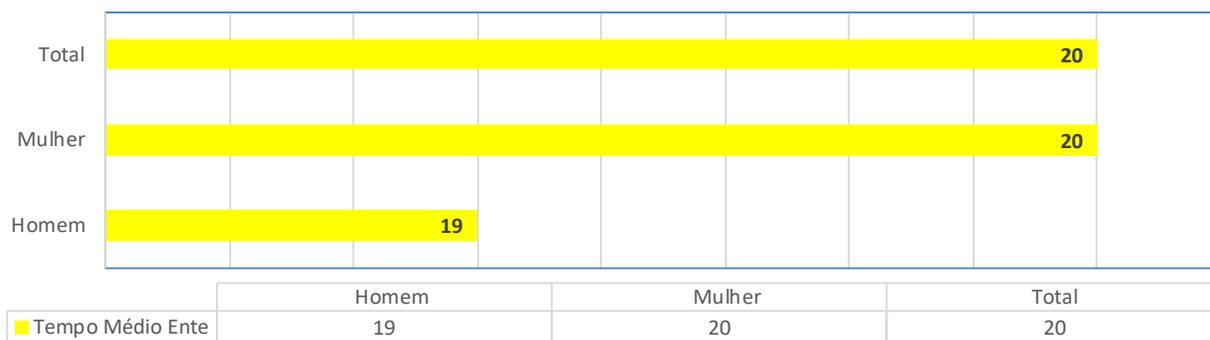 Total 20
Mulher 20
Homem 19
Homem Mulher Total
Tempo Médio Ente 19 20 20